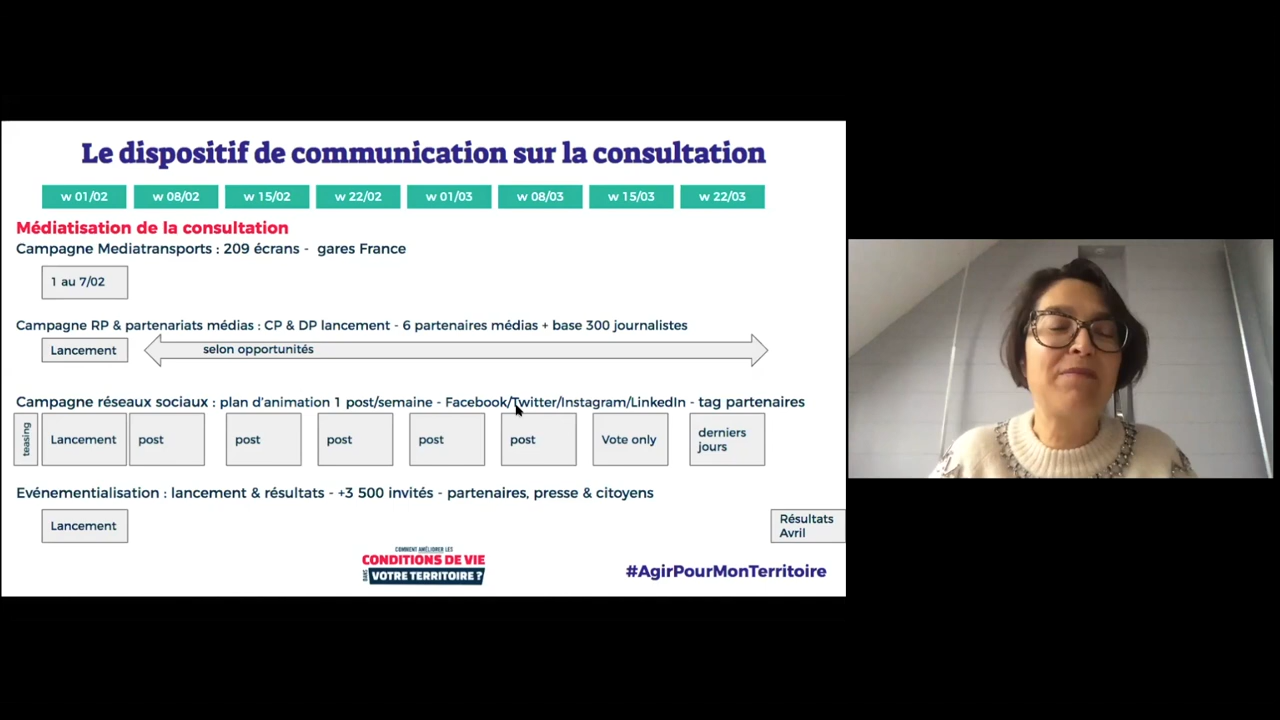 Le dispositif de communication sur la consultation
w 01/02 w 08/02 w 15/02 w 22/02 w 01/03 w 08/03 w 15/03 w 22/03
Médiatisation de la consultation
Campagne Mediatransports : 209 écrans - gares France
1 au 7/02
Campagne RP & partenariats médias : CP & DP lancement - 6 partenaires médias + base 300 journalistes
Lancement selon opportunités
Campagne réseaux sociaux : plan d'animation 1 post/semaine - Facebook/Twitter/Instagram/LinkedIn - tag partenaires
teasing Lancement post post post post post Vote only derniers jours
Evénementialisation : lancement & résultats - +3 500 invités - partenaires, presse & citoyens
Lancement
Résultats
Avril
COMMENT AMÉLIORER LES
CONDITIONS DE VIE
DANS VOTRE TERRITOIRE ?
#AgirPourMonTerritoire